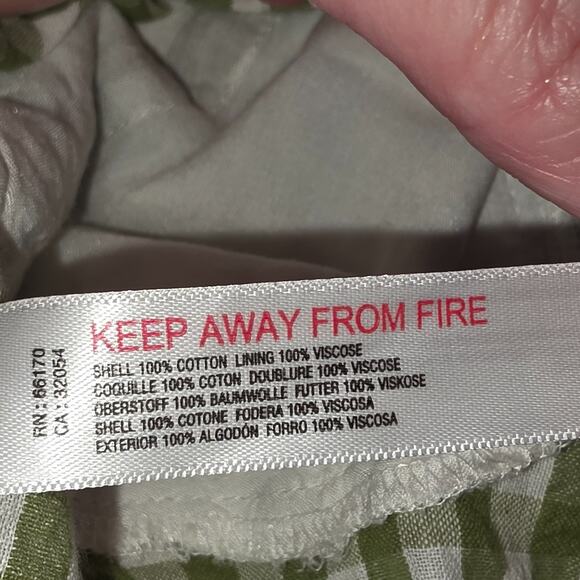 RN: 66170
CA: 32054
KEEP AWAY FROM FIRE
SHELL 100% COTTON LINING 100% VISCOSE
COQUILLE 100% COTON DOUBLURE 100% VISCOSE
OBERSTOFF 100% BAUMWOLLE FUTTER 100% VISKOSE
SHELL 100% COTONE FODERA 100% VISCOSA
EXTERIOR 100% ALGODÓN FORRO 100% VISCOSA